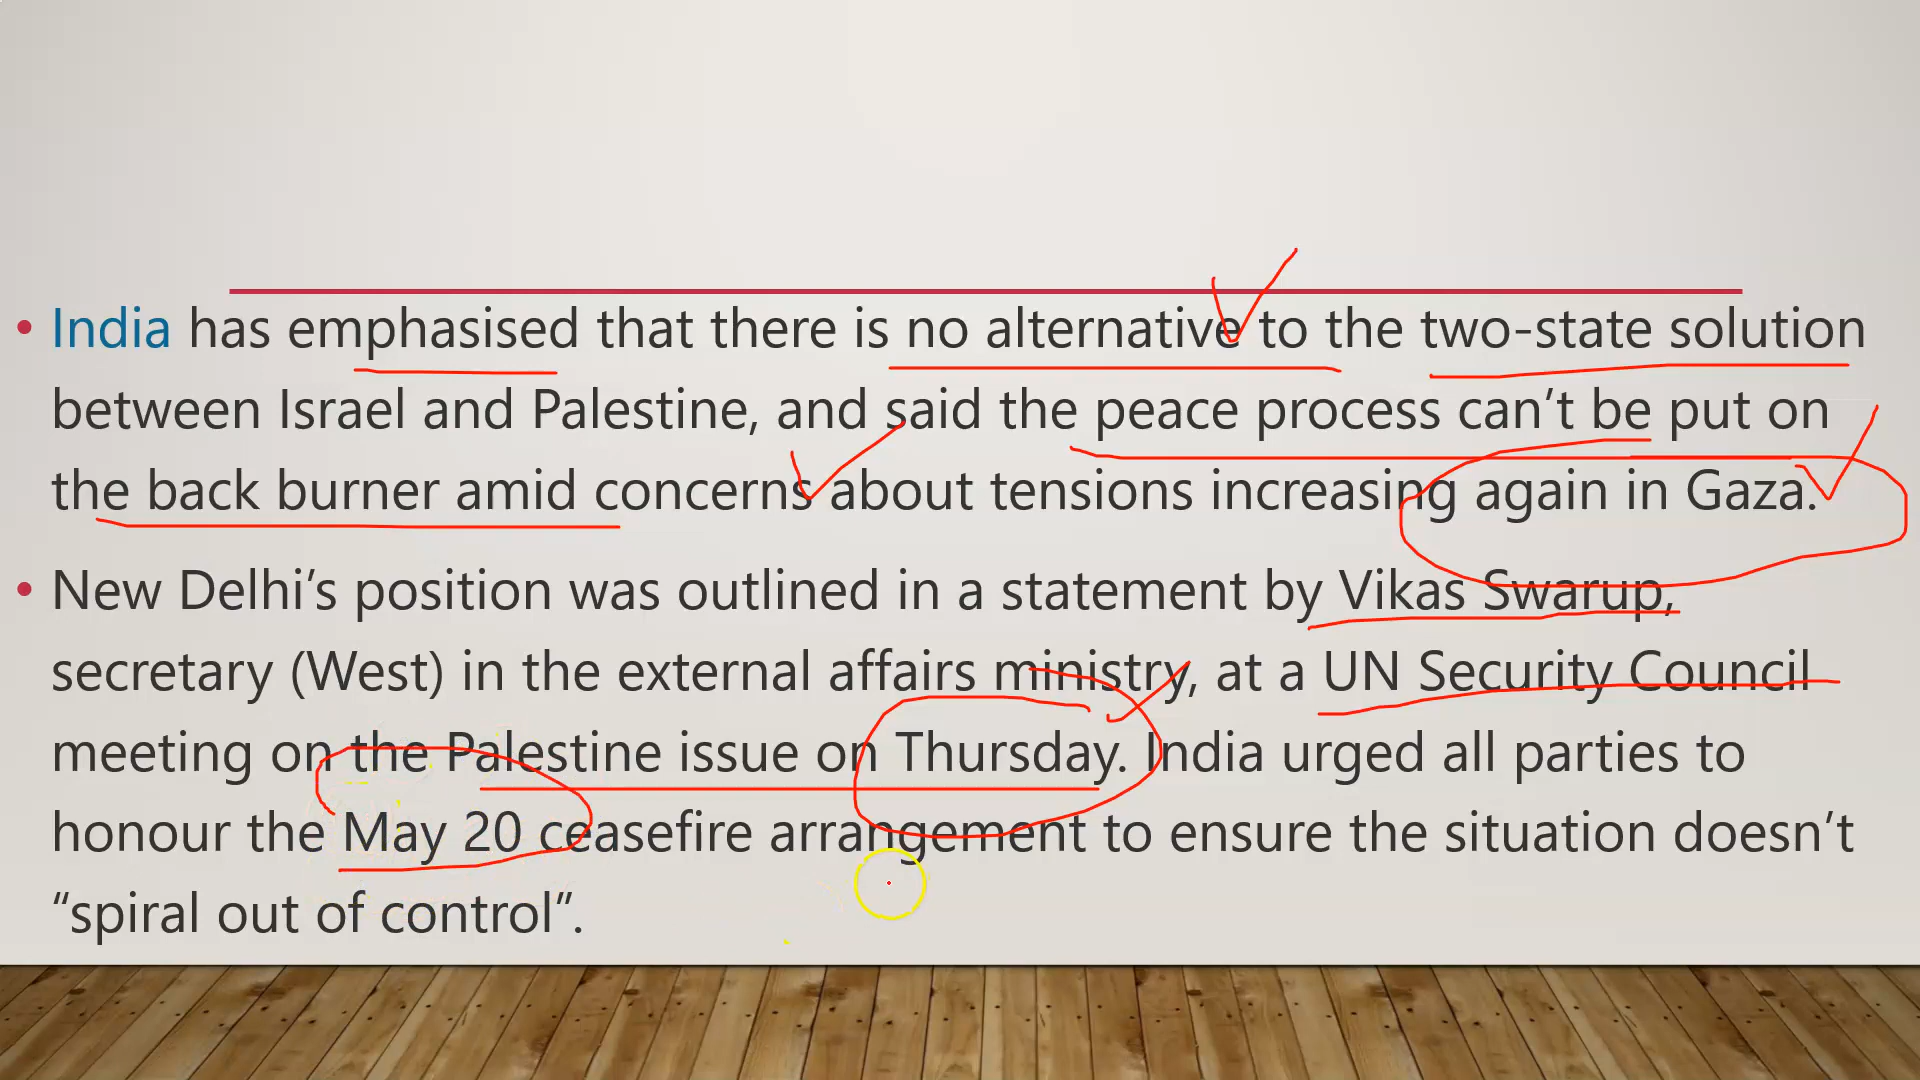 • India has emphasised that there is no alternative to the two-state solution
between Israel and Palestine, and said the peace process can’t be put on
the back burner amid concerns about tensions increasing again in Gaza.
• New Delhi’s position was outlined in a statement by Vikas Swarup,
secretary (West) in the external affairs ministry, at a UN Security Council
meeting on the Palestine issue on Thursday. India urged all parties to
honour the May 20 ceasefire arrangement to ensure the situation doesn’t
“spiral out of control”.